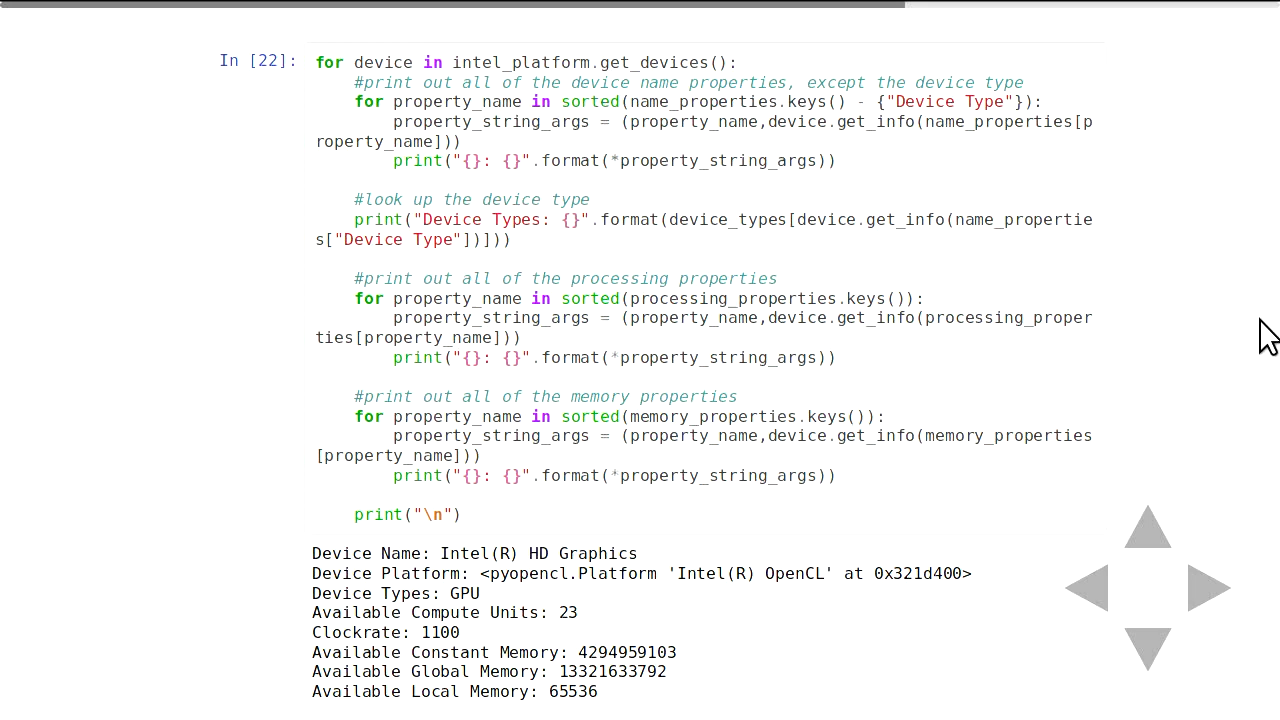 In [22]: for device in intel_platform.get_devices():
    #print out all of the device name properties, except the device type
    for property_name in sorted(name_properties.keys() - {"Device Type"}):
        property_string_args = (property_name,device.get_info(name_properties[p
roperty_name]))
        print("{}: {}".format(*property_string_args))
    #look up the device type
    print("Device Types: {}".format(device_types[device.get_info(name_propertie
s["Device Type"])]))
    #print out all of the processing properties
    for property_name in sorted(processing_properties.keys()):
        property_string_args = (property_name,device.get_info(processing_proper
ties[property_name]))
        print("{}: {}".format(*property_string_args))
    #print out all of the memory properties
    for property_name in sorted(memory_properties.keys()):
        property_string_args = (property_name,device.get_info(memory_properties
[property_name]))
        print("{}: {}".format(*property_string_args))
    print("\n")
Device Name: Intel(R) HD Graphics
Device Platform: <pyopencl.Platform 'Intel(R) OpenCL' at 0x321d400>
Device Types: GPU
Available Compute Units: 23
Clockrate: 1100
Available Constant Memory: 4294959103
Available Global Memory: 13321633792
Available Local Memory: 65536